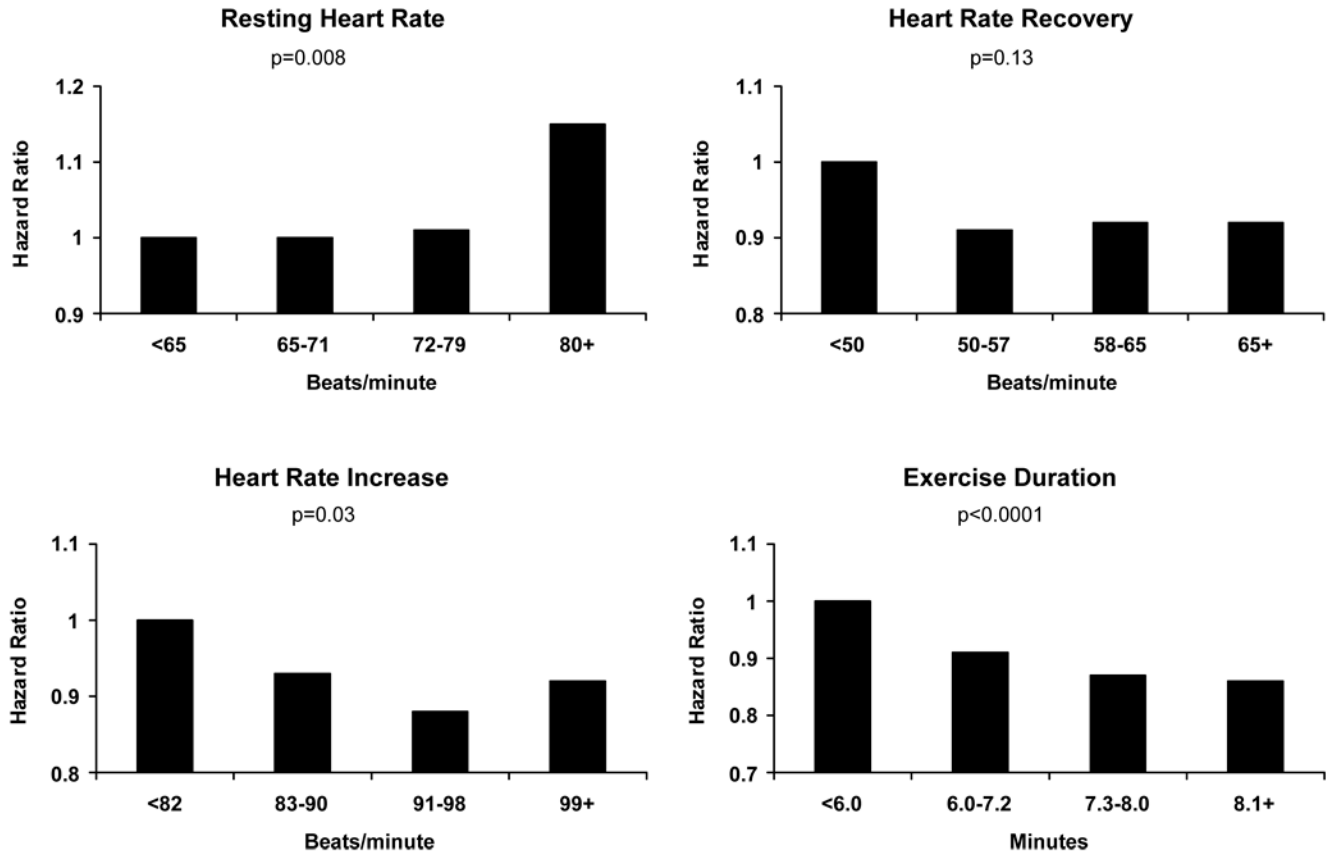 Resting Heart Rate
p=0.008
Hazard Ratio
1.2
1.1
1
0.9
<65 65-71 72-79 80+
Beats/minute
Heart Rate Recovery
p=0.13
Hazard Ratio
1.1
1
0.9
0.8
<50 50-57 58-65 65+
Beats/minute
Heart Rate Increase
p=0.03
Hazard Ratio
1.1
1
0.9
0.8
<82 83-90 91-98 99+
Beats/minute
Exercise Duration
p<0.0001
Hazard Ratio
1.1
1
0.9
0.8
0.7
<6.0 6.0-7.2 7.3-8.0 8.1+
Minutes